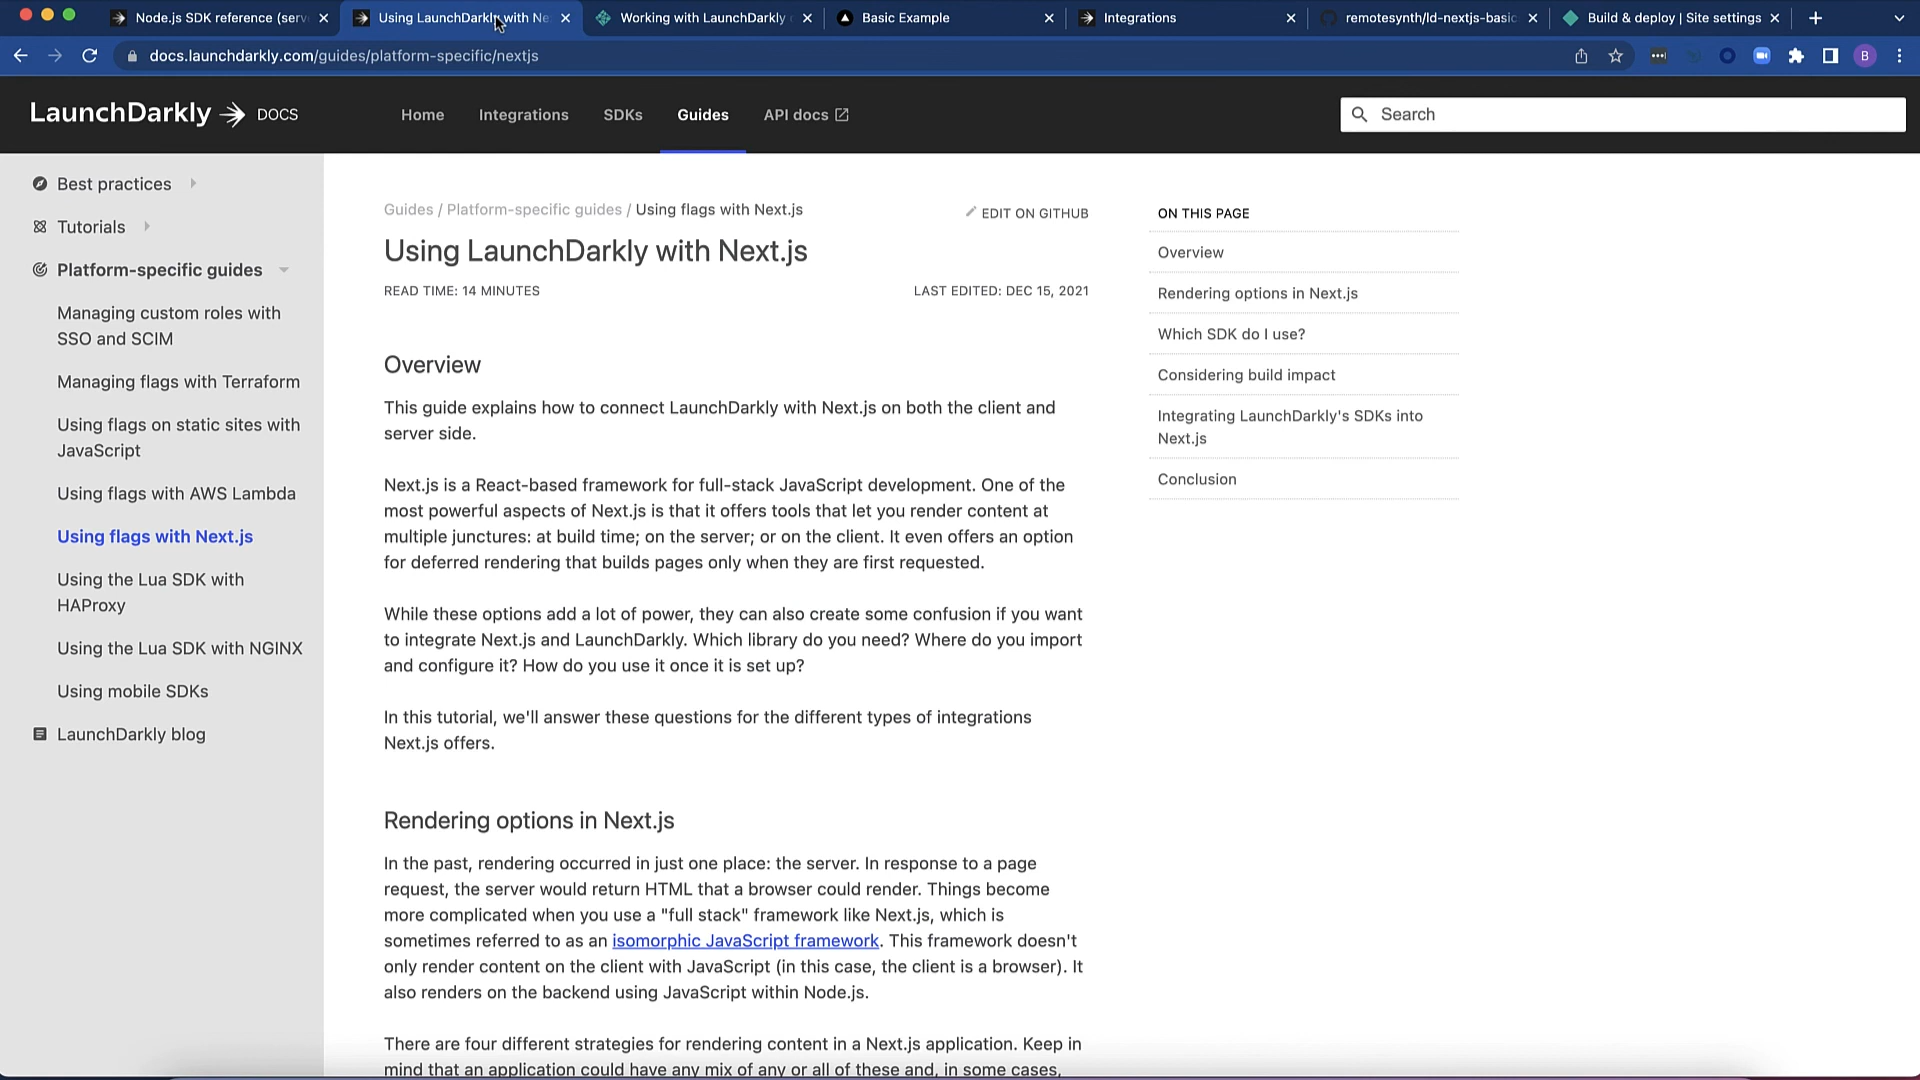 Node.js SDK reference (serv
Using LaunchDarkly with Ne
Working with LaunchDarkly
Basic Example
Integrations
remotesynth/ld-nextjs-basic
Build & deploy | Site settings
docs.launchdarkly.com/guides/platform-specific/nextjs
B
LaunchDarkly DOCS
Home
Integrations
SDKs
Guides
API docs
Search
Best practices
Tutorials
Platform-specific guides
Managing custom roles with
SSO and SCIM
Managing flags with Terraform
Using flags on static sites with
JavaScript
Using flags with AWS Lambda
Using flags with Next.js
Using the Lua SDK with
HAProxy
Using the Lua SDK with NGINX
Using mobile SDKs
LaunchDarkly blog
Guides / Platform-specific guides / Using flags with Next.js
EDIT ON GITHUB
Using LaunchDarkly with Next.js
READ TIME: 14 MINUTES
LAST EDITED: DEC 15, 2021
Overview
This guide explains how to connect LaunchDarkly with Next.js on both the client and
server side.
Next.js is a React-based framework for full-stack JavaScript development. One of the
most powerful aspects of Next.js is that it offers tools that let you render content at
multiple junctures: at build time; on the server; or on the client. It even offers an option
for deferred rendering that builds pages only when they are first requested.
While these options add a lot of power, they can also create some confusion if you want
to integrate Next.js and LaunchDarkly. Which library do you need? Where do you import
and configure it? How do you use it once it is set up?
In this tutorial, we'll answer these questions for the different types of integrations
Next.js offers.
Rendering options in Next.js
In the past, rendering occurred in just one place: the server. In response to a page
request, the server would return HTML that a browser could render. Things become
more complicated when you use a "full stack" framework like Next.js, which is
sometimes referred to as an isomorphic JavaScript framework. This framework doesn't
only render content on the client with JavaScript (in this case, the client is a browser). It
also renders on the backend using JavaScript within Node.js.
There are four different strategies for rendering content in a Next.js application. Keep in
mind that an application could have any mix of any or all of these and, in some cases,
ON THIS PAGE
Overview
Rendering options in Next.js
Which SDK do I use?
Considering build impact
Integrating LaunchDarkly's SDKs into
Next.js
Conclusion